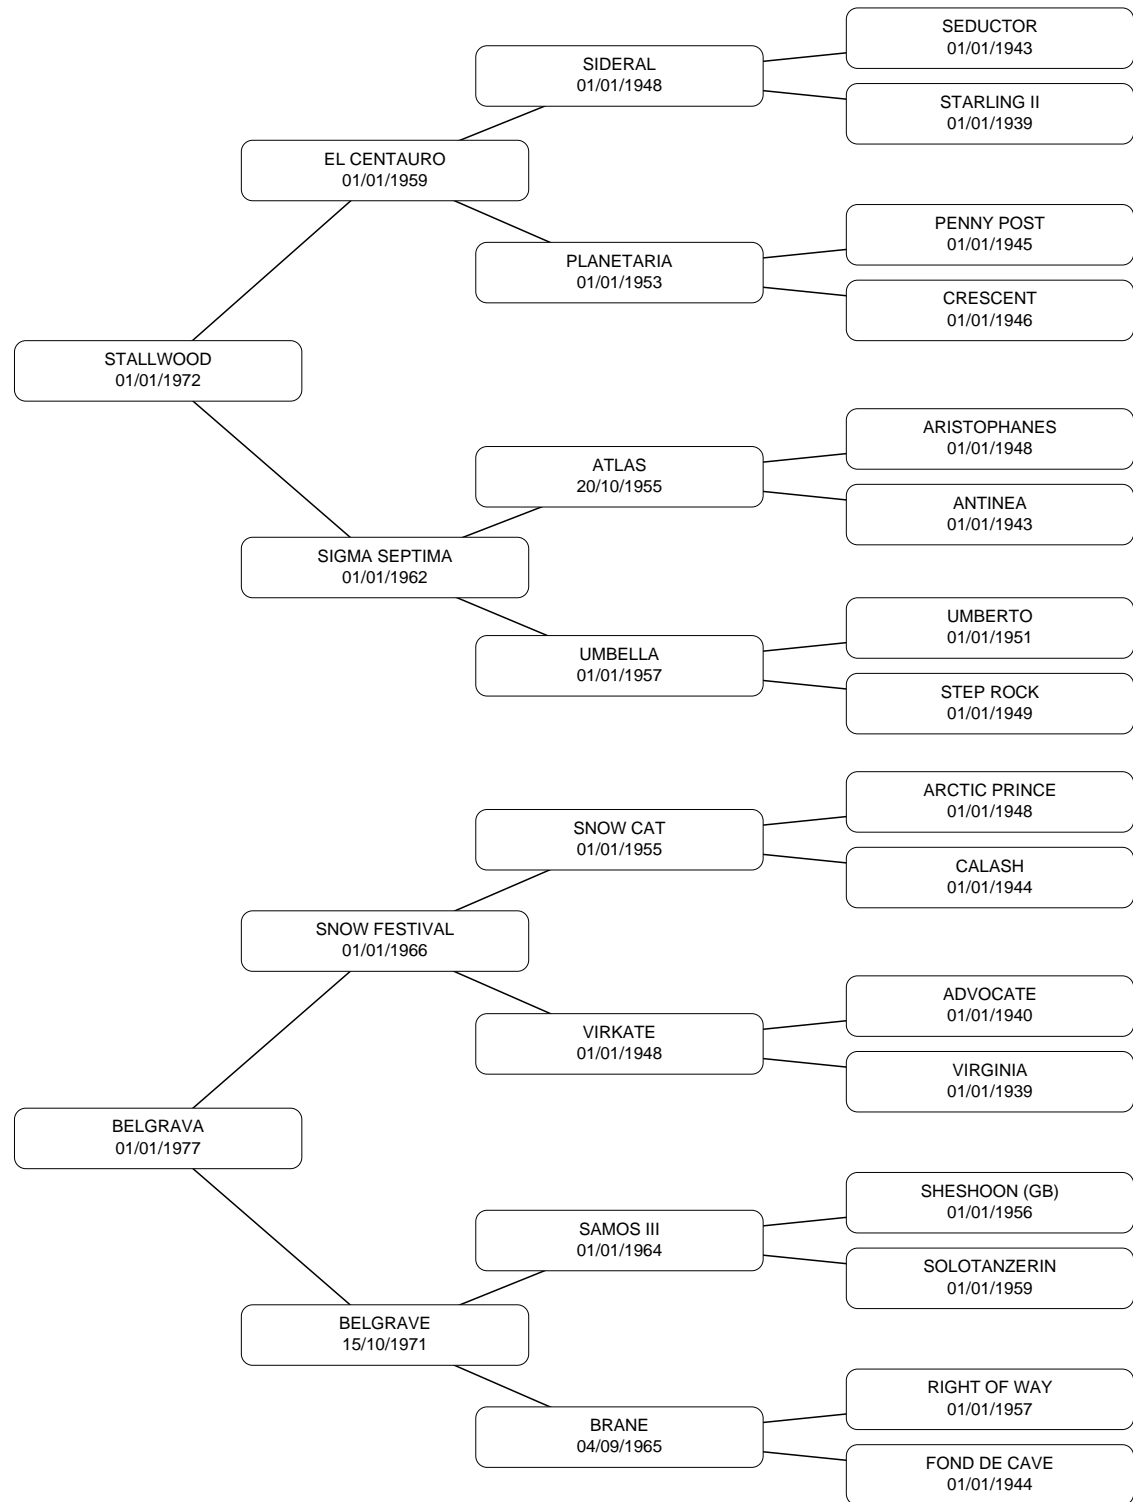 SEDUCTOR
01/01/1943
SIDERAL
01/01/1948
STARLING II
01/01/1939
EL CENTAURO
01/01/1959
PENNY POST
01/01/1945
PLANETARIA
01/01/1953
CRESCENT
01/01/1946
STALLWOOD
01/01/1972
ARISTOPHANES
01/01/1948
ATLAS
20/10/1955
ANTINEA
01/01/1943
SIGMA SEPTIMA
01/01/1962
UMBERTO
01/01/1951
UMBELLA
01/01/1957
STEP ROCK
01/01/1949
ARCTIC PRINCE
01/01/1948
SNOW CAT
01/01/1955
CALASH
01/01/1944
SNOW FESTIVAL
01/01/1966
ADVOCATE
01/01/1940
VIRKATE
01/01/1948
VIRGINIA
01/01/1939
BELGRAVA
01/01/1977
SHESHOON (GB)
01/01/1956
SAMOS III
01/01/1964
SOLOTANZERIN
01/01/1959
BELGRAVE
15/10/1971
RIGHT OF WAY
01/01/1957
BRANE
04/09/1965
FOND DE CAVE
01/01/1944